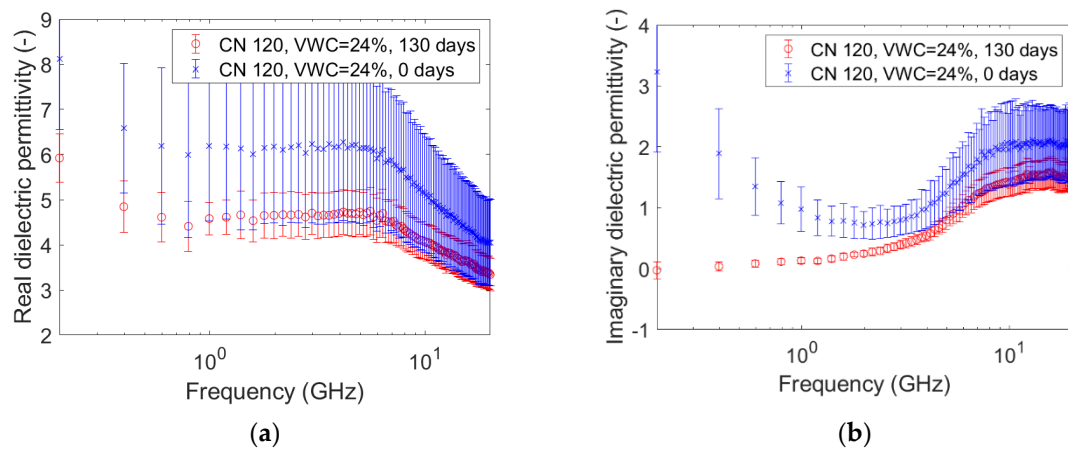 Real dielectric permittivity (-)
9
8
7
6
5
4
3
2
CN 120, VWC=24%, 130 days
CN 120, VWC=24%, 0 days
10^0
10^1
Frequency (GHz)
(a)
Imaginary dielectric permittivity (-)
4
3
2
1
0
-1
CN 120, VWC=24%, 130 days
CN 120, VWC=24%, 0 days
10^0
10^1
Frequency (GHz)
(b)